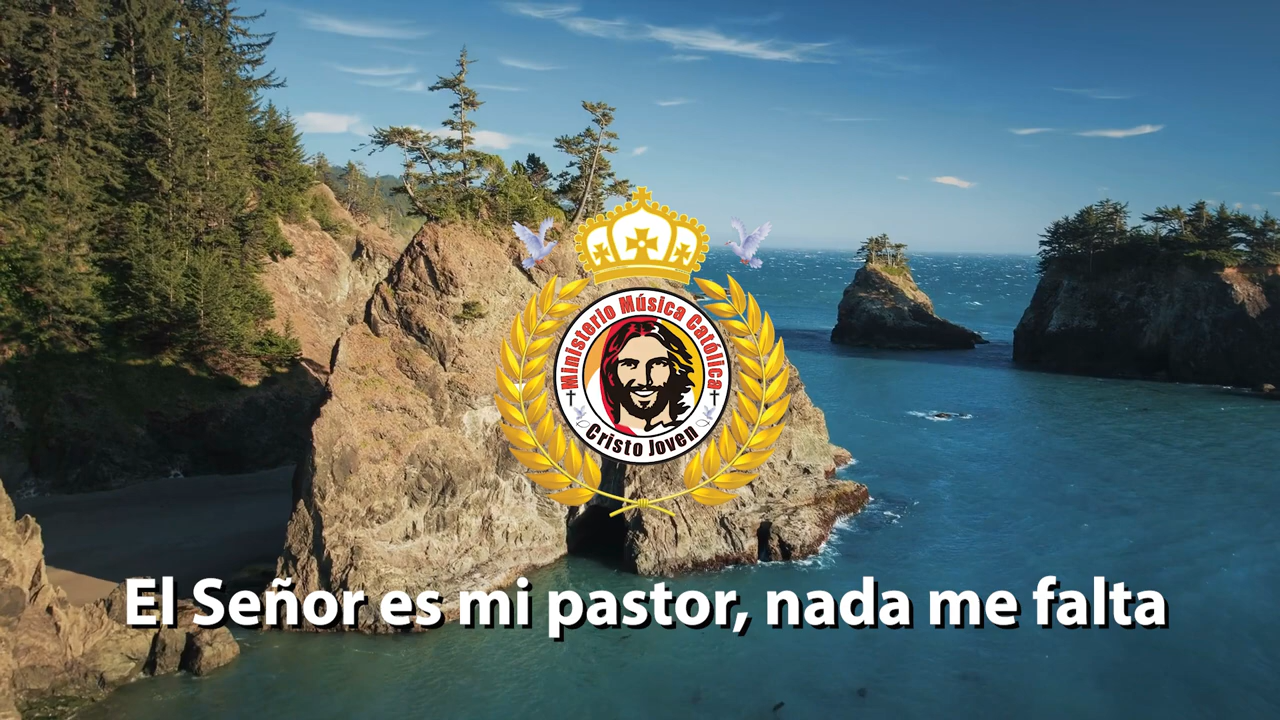 Ministerio Música Católica
Cristo Joven
El Señor es mi pastor, nada me falta